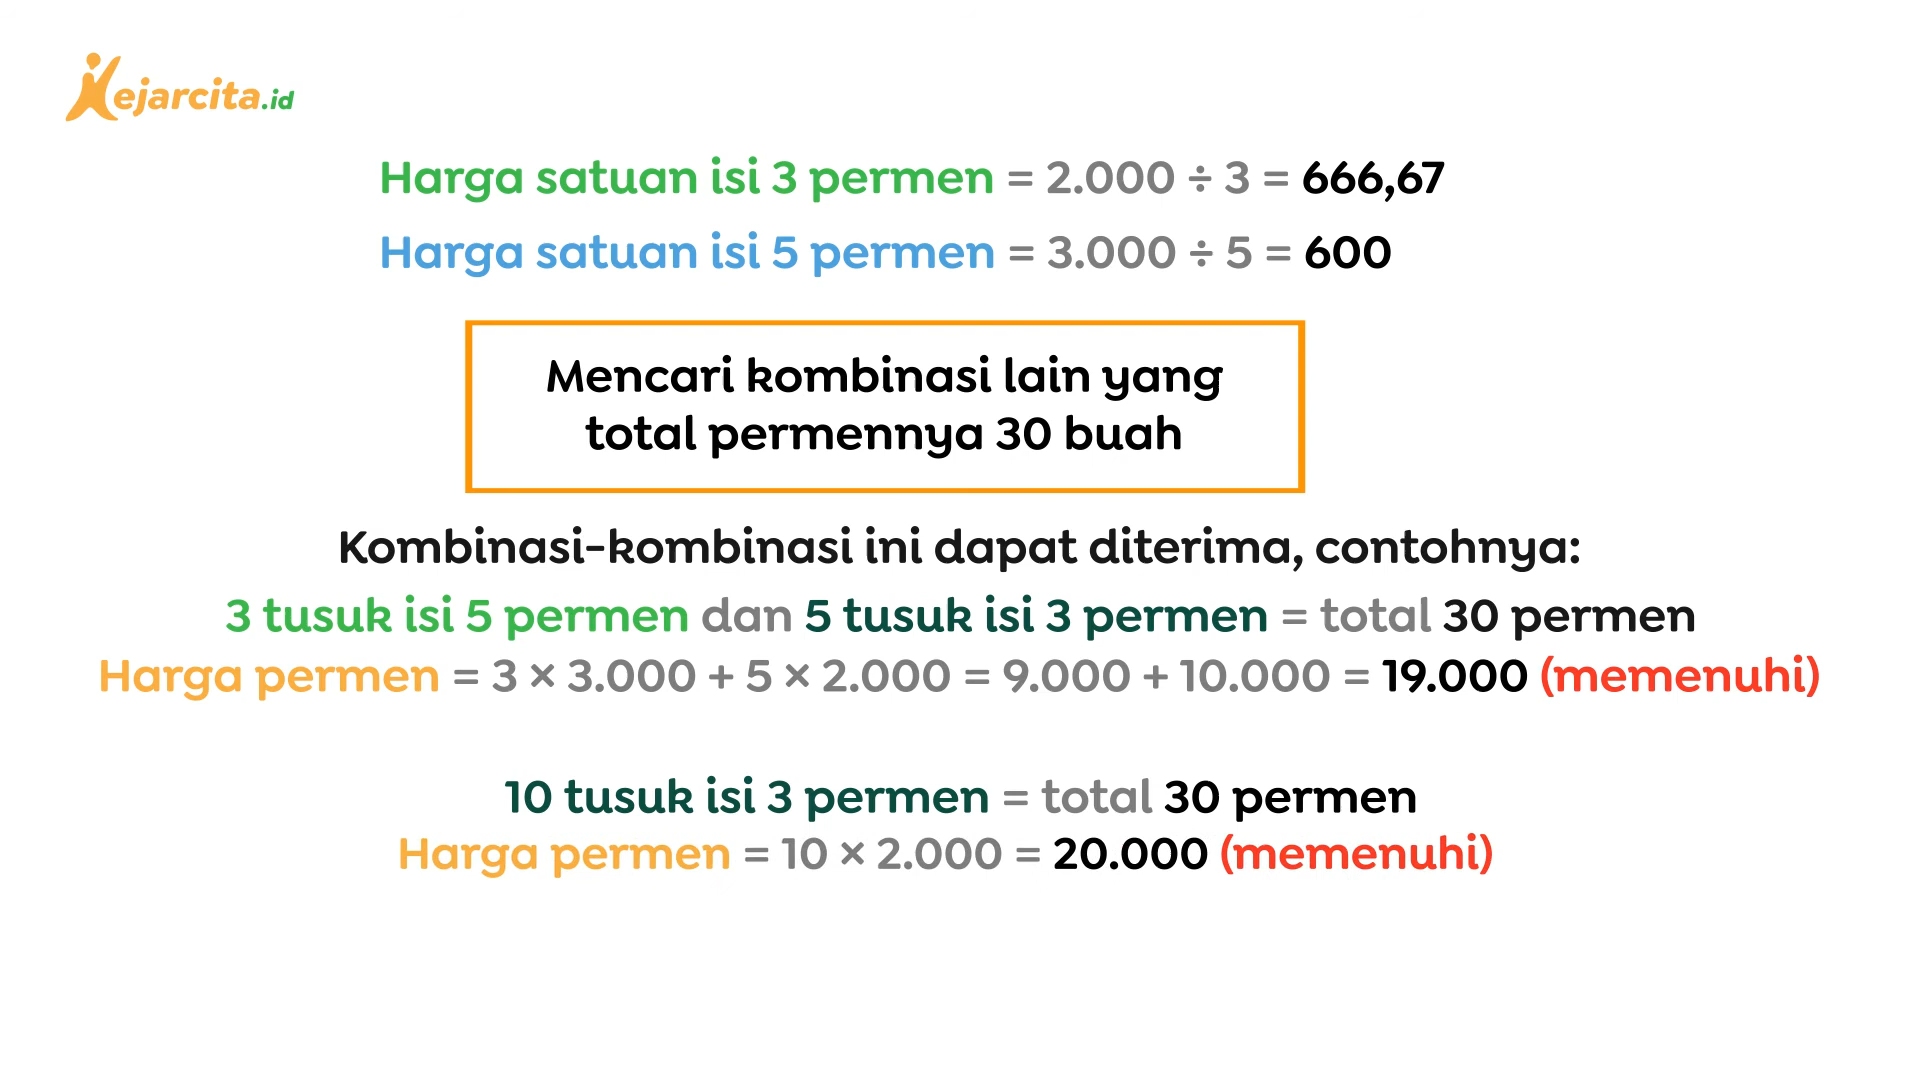 Kejarcita.id
Harga satuan isi 3 permen = 2.000 ÷ 3 = 666,67
Harga satuan isi 5 permen = 3.000 ÷ 5 = 600
Mencari kombinasi lain yang
total permennya 30 buah
Kombinasi-kombinasi ini dapat diterima, contohnya:
3 tusuk isi 5 permen dan 5 tusuk isi 3 permen = total 30 permen
Harga permen = 3 × 3.000 + 5 × 2.000 = 9.000 + 10.000 = 19.000 (memenuhi)
10 tusuk isi 3 permen = total 30 permen
Harga permen = 10 × 2.000 = 20.000 (memenuhi)